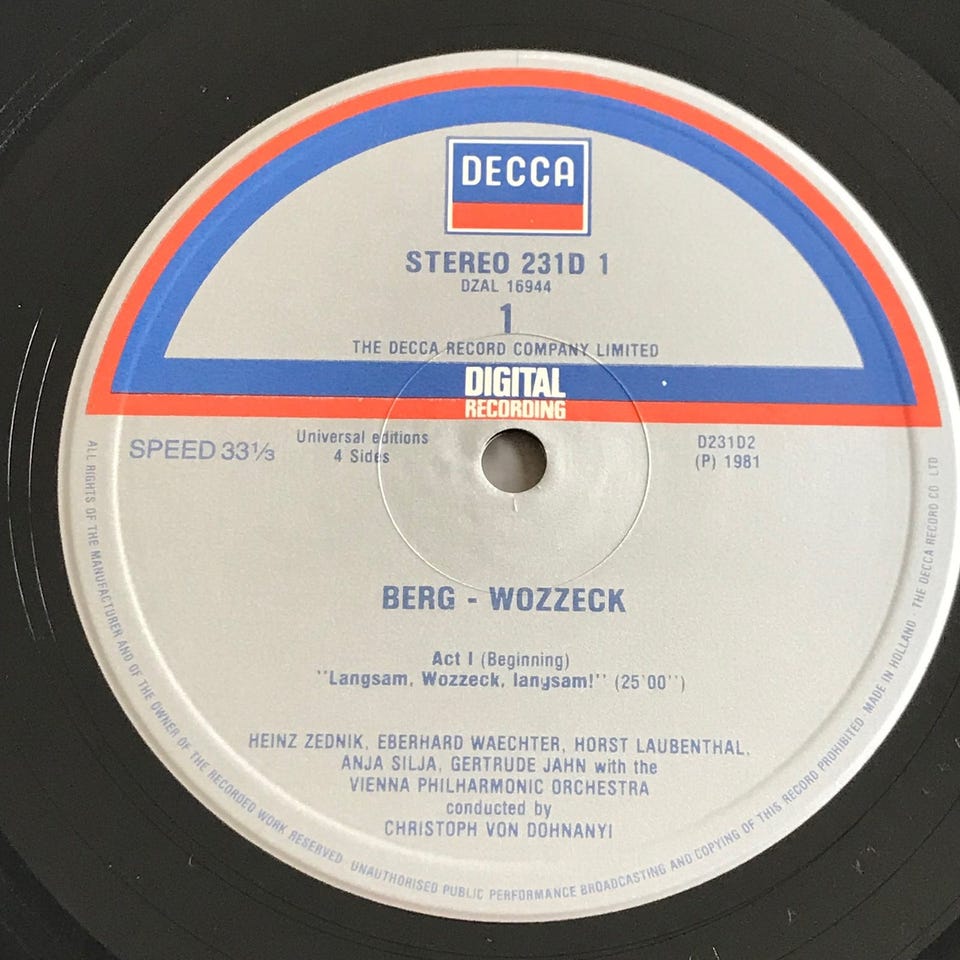 DECCA
STEREO 231D 1
DZAL 16944
1
THE DECCA RECORD COMPANY LIMITED
DIGITAL
RECORDING
SPEED 33⅓
Universal editions
4 Sides
D231D2
(P) 1981
BERG - WOZZECK
Act I (Beginning)
"Langsam, Wozzeck, langsam!" (25'00")
HEINZ ZEDNIK, EBERHARD WAECHTER, HORST LAUBENTHAL,
ANJA SILJA, GERTRUDE JAHN with the
VIENNA PHILHARMONIC ORCHESTRA
conducted by
CHRISTOPH VON DOHNANYI
ALL RIGHTS OF THE MANUFACTURER AND OF THE OWNER OF THE RECORDED WORK RESERVED · UNAUTHORISED PUBLIC PERFORMANCE BROADCASTING AND COPYING OF THIS RECORD PROHIBITED · MADE IN HOLLAND · THE DECCA RECORD CO LTD